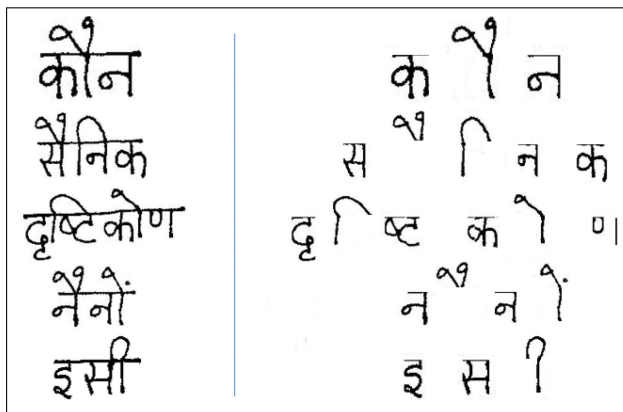 कौन क ौ न
सैनिक स ै ि न क
दृष्टिकोण दृ ि ष्ट क ो ण
नैनों न ै न ों
इसी इ स ी